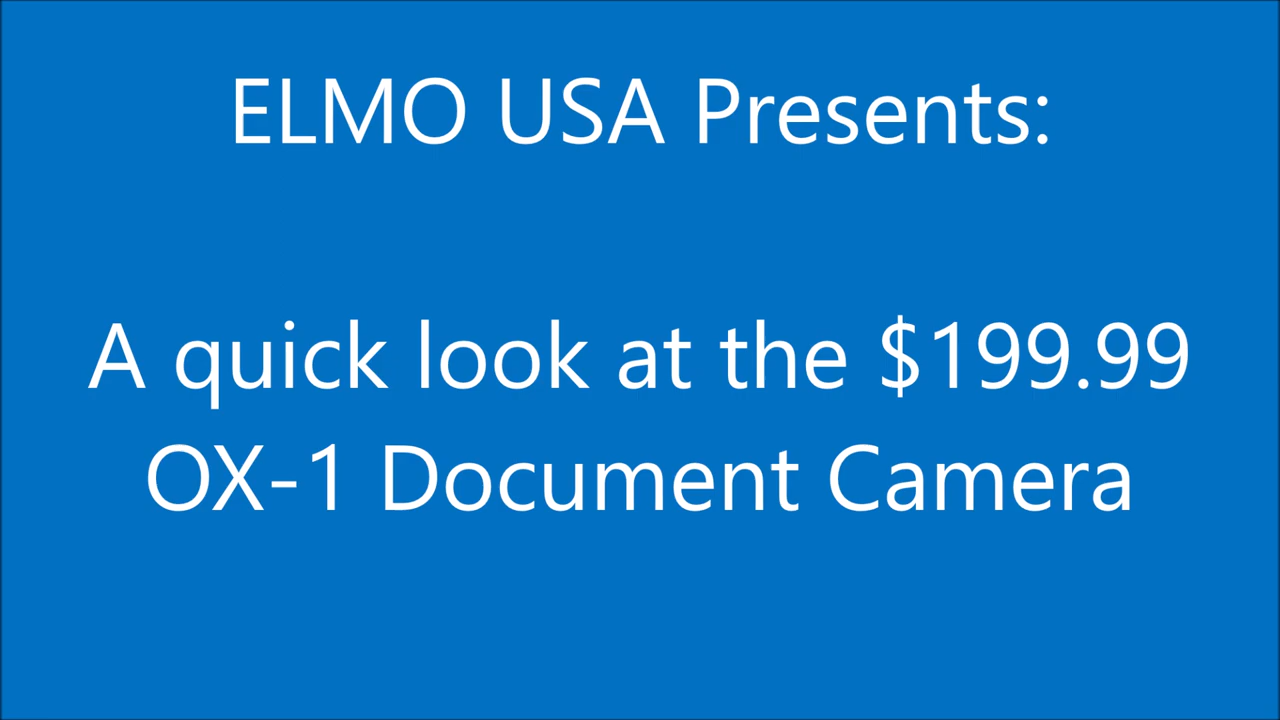 ELMO USA Presents:
A quick look at the $199.99
OX-1 Document Camera